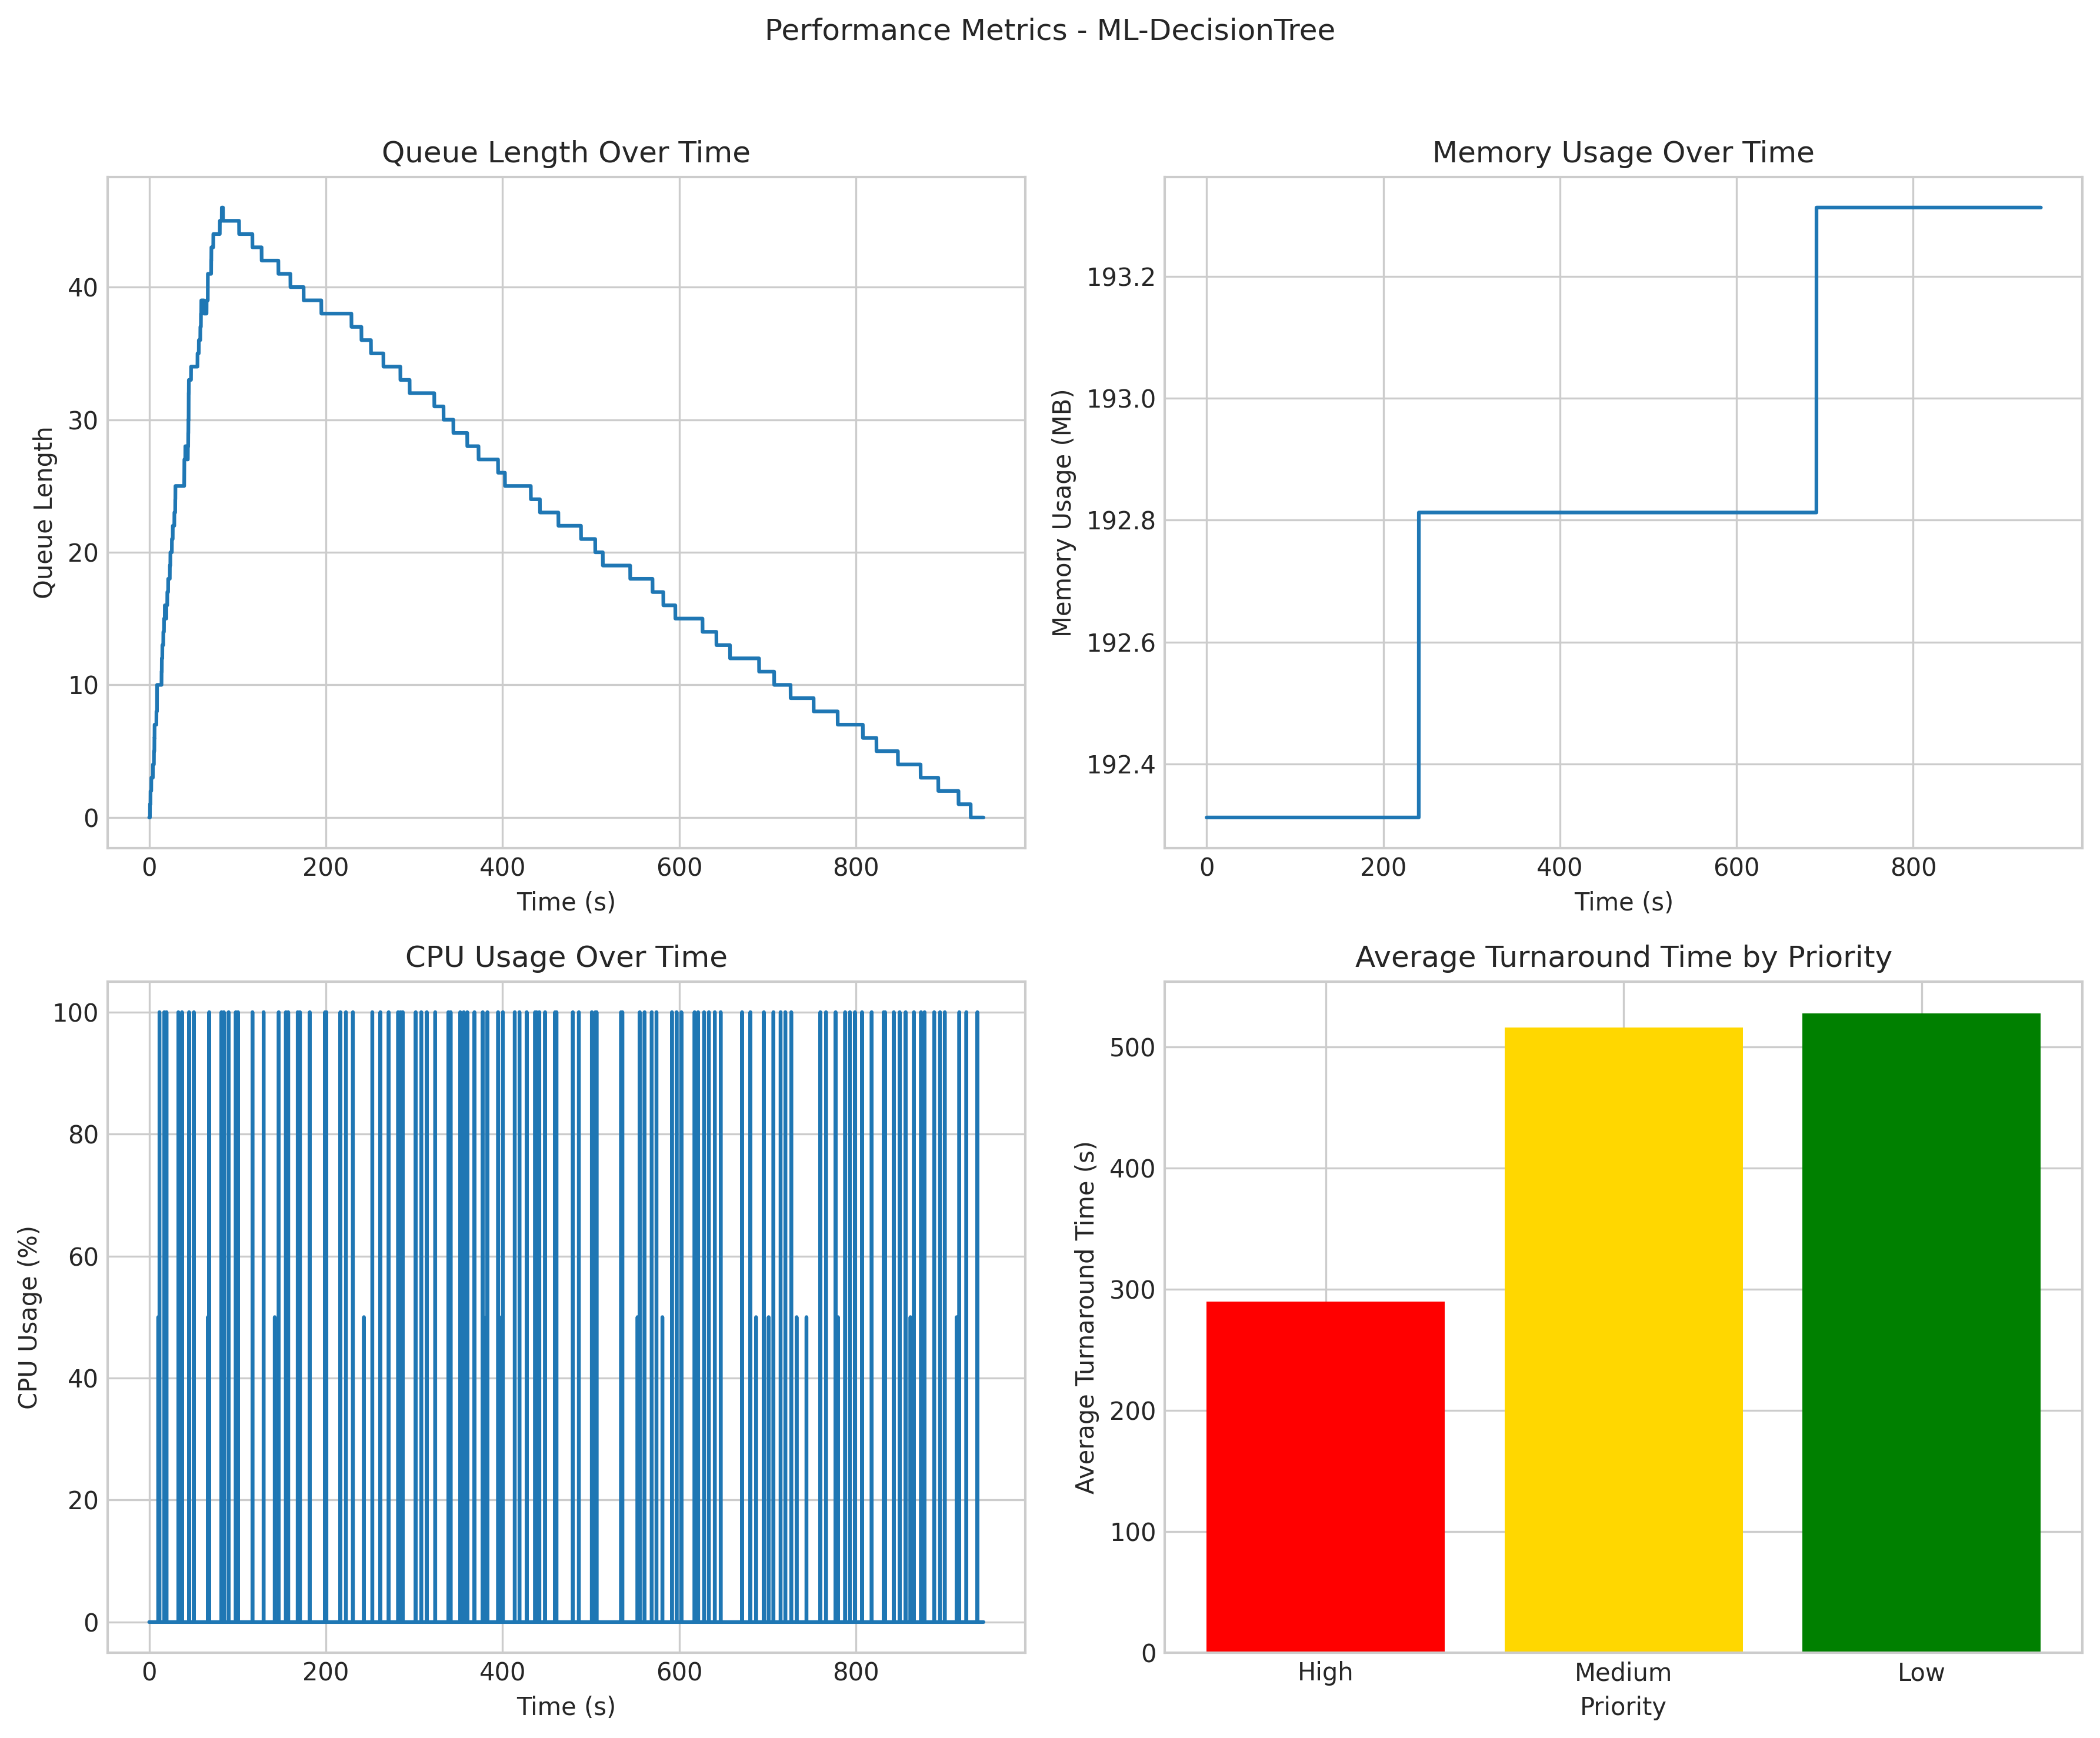 Performance Metrics - ML-DecisionTree
Queue Length Over Time
Queue Length
40
30
20
10
0
0 200 400 600 800
Time (s)
Memory Usage Over Time
Memory Usage (MB)
193.2
193.0
192.8
192.6
192.4
0 200 400 600 800
Time (s)
CPU Usage Over Time
CPU Usage (%)
100
80
60
40
20
0
0 200 400 600 800
Time (s)
Average Turnaround Time by Priority
Average Turnaround Time (s)
500
400
300
200
100
0
High Medium Low
Priority